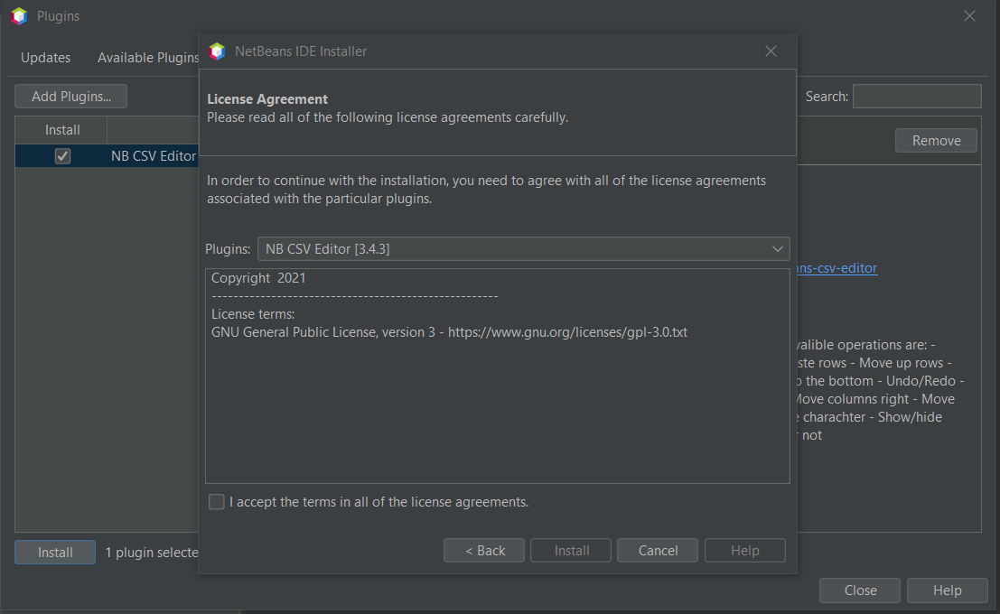 Plugins
Updates Available Plugins
Add Plugins...
Search:
Install
NB CSV Editor
Remove
ns-csv-editor
valible operations are: -
ste rows - Move up rows -
o the bottom - Undo/Redo -
Move columns right - Move
e charachter - Show/hide
r not
Install 1 plugin selecte
Close Help
NetBeans IDE Installer
License Agreement
Please read all of the following license agreements carefully.
In order to continue with the installation, you need to agree with all of the license agreements
associated with the particular plugins.
Plugins: NB CSV Editor [3.4.3]
Copyright 2021
-----------------------------------------------------
License terms:
GNU General Public License, version 3 - https://www.gnu.org/licenses/gpl-3.0.txt
I accept the terms in all of the license agreements.
< Back Install Cancel Help